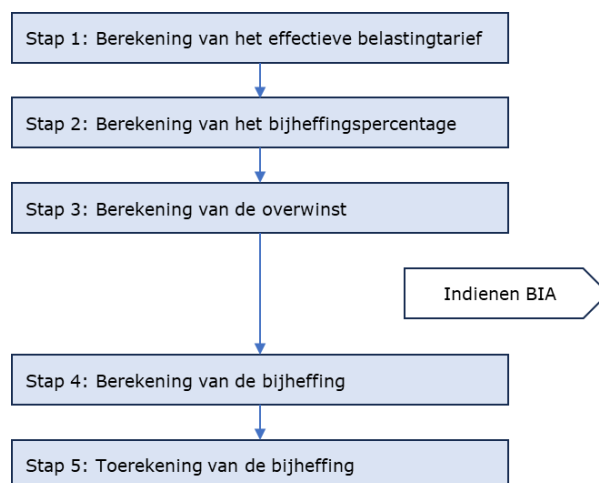 Stap 1: Berekening van het effectieve belastingtarief
Stap 2: Berekening van het bijheffingspercentage
Stap 3: Berekening van de overwinst
Indienen BIA
Stap 4: Berekening van de bijheffing
Stap 5: Toerekening van de bijheffing